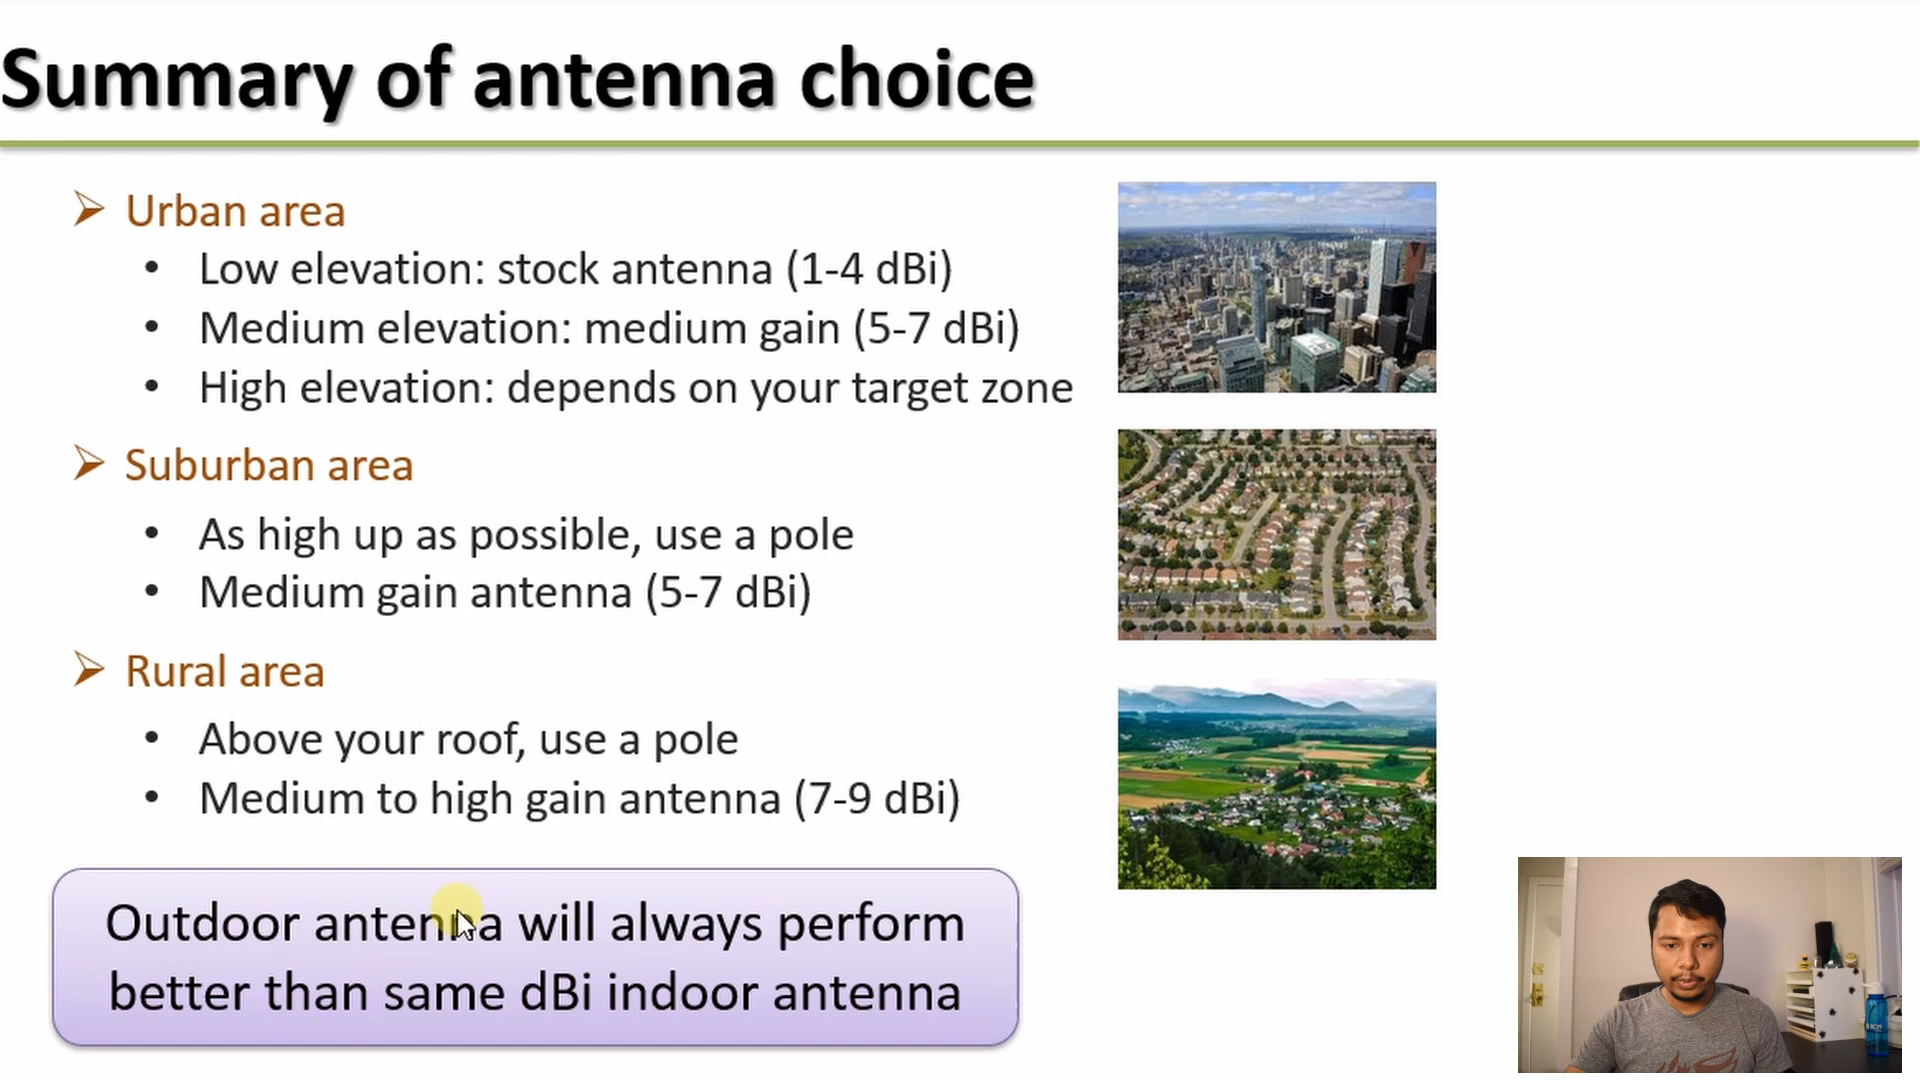 Summary of antenna choice
Urban area
Low elevation: stock antenna (1-4 dBi)
Medium elevation: medium gain (5-7 dBi)
High elevation: depends on your target zone
Suburban area
As high up as possible, use a pole
Medium gain antenna (5-7 dBi)
Rural area
Above your roof, use a pole
Medium to high gain antenna (7-9 dBi)
Outdoor antenna will always perform
better than same dBi indoor antenna